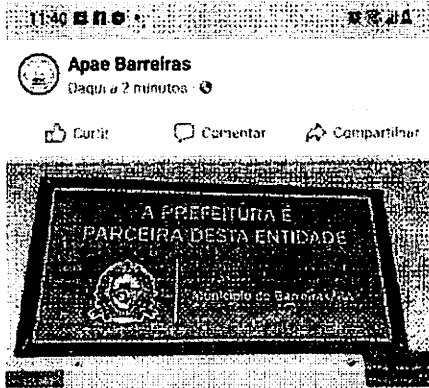 11:40
Apae Barreiras
Daqui a 2 minutos
Curtir
Comentar
Compartilhar
A PREFEITURA É
PARCEIRA DESTA ENTIDADE
Município de Barreiras